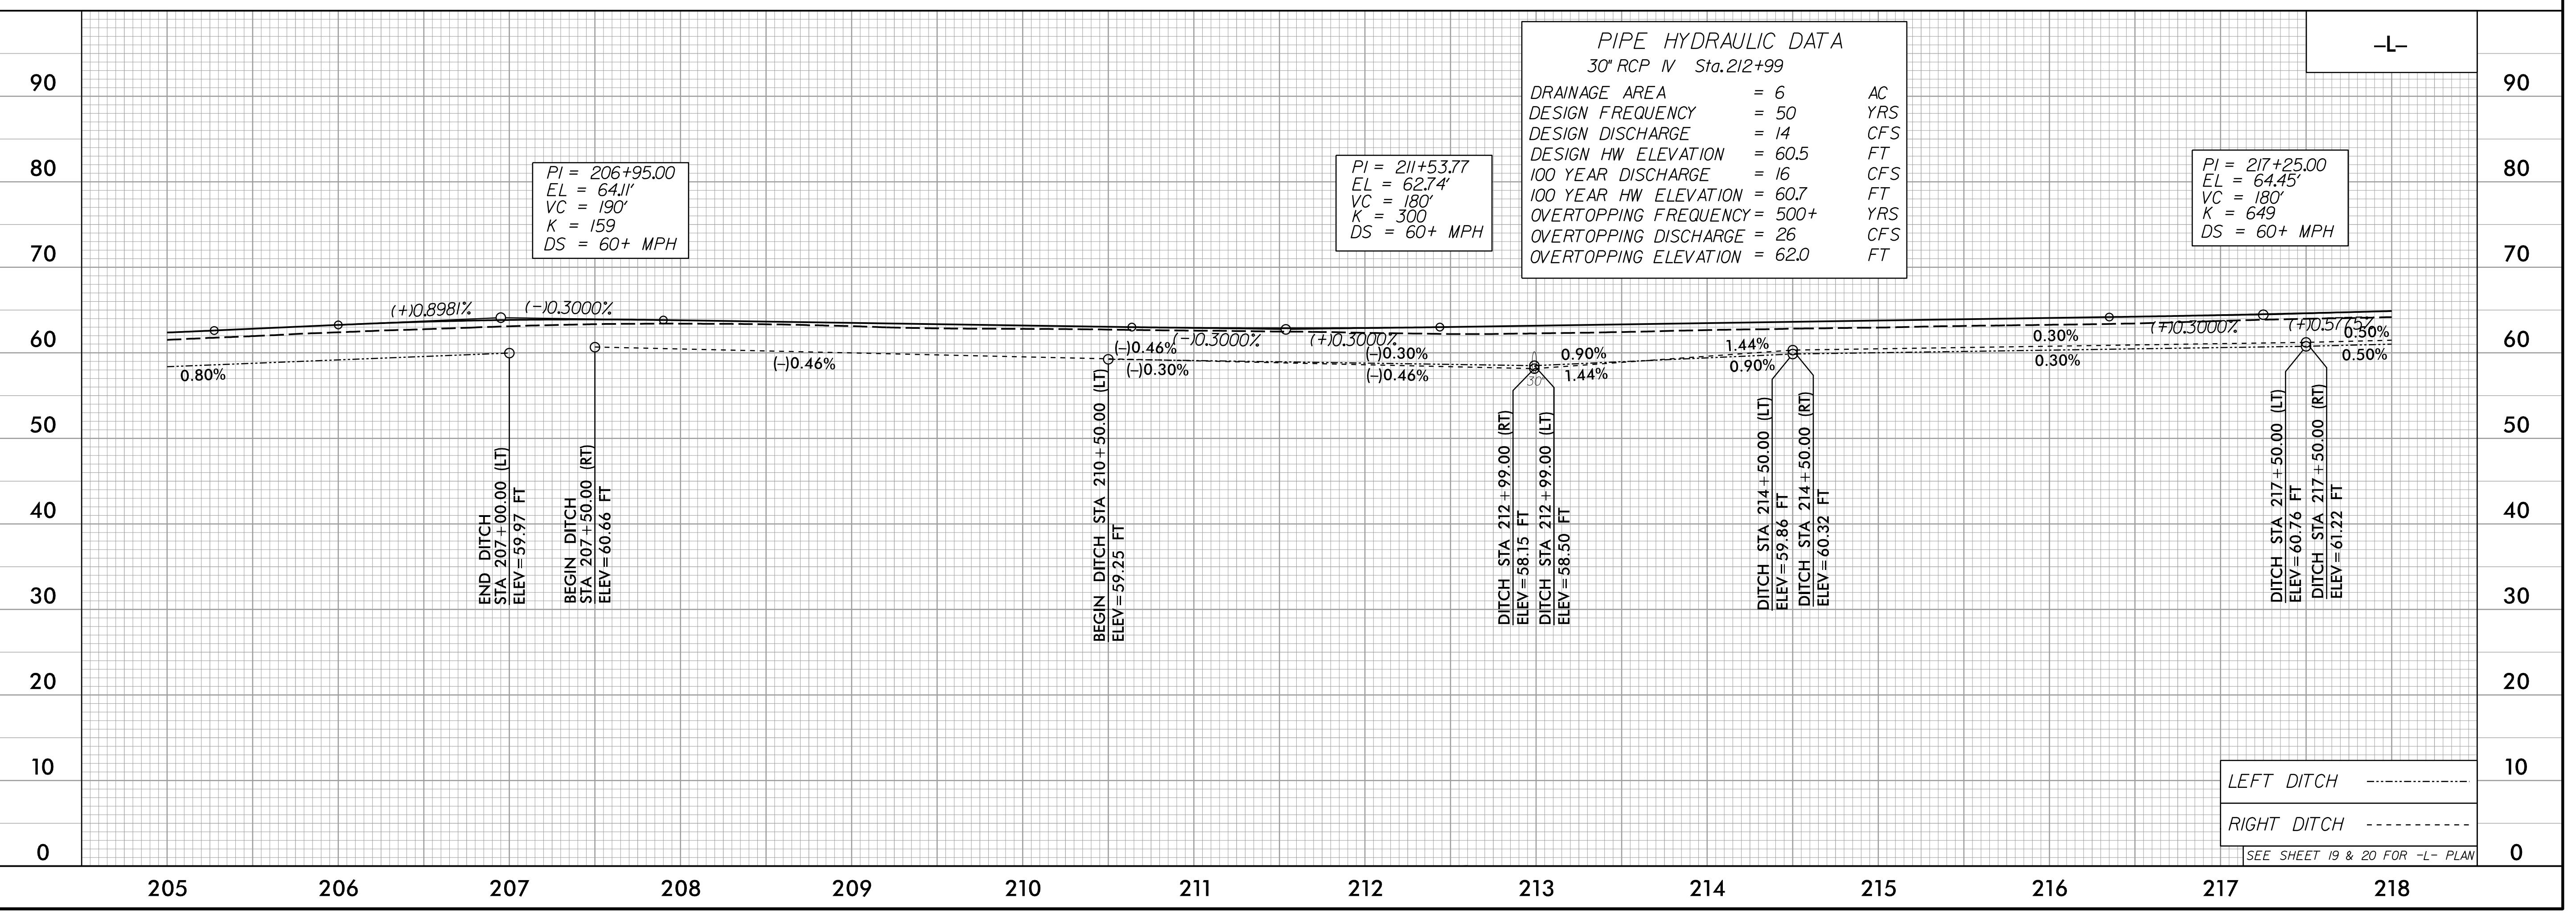 -L-
PIPE HYDRAULIC DATA
30" RCP IV Sta. 212+99
DRAINAGE AREA = 6 AC
DESIGN FREQUENCY = 50 YRS
DESIGN DISCHARGE = 14 CFS
DESIGN HW ELEVATION = 60.5 FT
100 YEAR DISCHARGE = 16 CFS
100 YEAR HW ELEVATION = 60.7 FT
OVERTOPPING FREQUENCY = 500+ YRS
OVERTOPPING DISCHARGE = 26 CFS
OVERTOPPING ELEVATION = 62.0 FT
PI = 206+95.00
EL = 64.11'
VC = 190'
K = 159
DS = 60+ MPH
PI = 211+53.77
EL = 62.74'
VC = 180'
K = 300
DS = 60+ MPH
PI = 217+25.00
EL = 64.45'
VC = 180'
K = 649
DS = 60+ MPH
90 90
80 80
70 70
60 60
50 50
40 40
30 30
20 20
10 10
0 0
(+)0.8981%
(-)0.3000%
(-)0.3000%
(+)0.3000%
(+)0.3000%
(+)0.5775%
0.80%
(-)0.46%
(-)0.46%
(-)0.30%
(-)0.30%
(-)0.46%
0.90%
1.44%
1.44%
0.90%
0.30%
0.30%
0.50%
0.50%
30"
END DITCH
STA 207+00.00 (LT)
ELEV=59.97 FT
BEGIN DITCH
STA 207+50.00 (RT)
ELEV=60.66 FT
BEGIN DITCH STA 210+50.00 (LT)
ELEV=59.25 FT
DITCH STA 212+99.00 (RT)
ELEV=58.15 FT
DITCH STA 212+99.00 (LT)
ELEV=58.50 FT
DITCH STA 214+50.00 (LT)
ELEV=59.86 FT
DITCH STA 214+50.00 (RT)
ELEV=60.32 FT
DITCH STA 217+50.00 (LT)
ELEV=60.76 FT
DITCH STA 217+50.00 (RT)
ELEV=61.22 FT
LEFT DITCH
RIGHT DITCH
SEE SHEET 19 & 20 FOR -L- PLAN
205 206 207 208 209 210 211 212 213 214 215 216 217 218